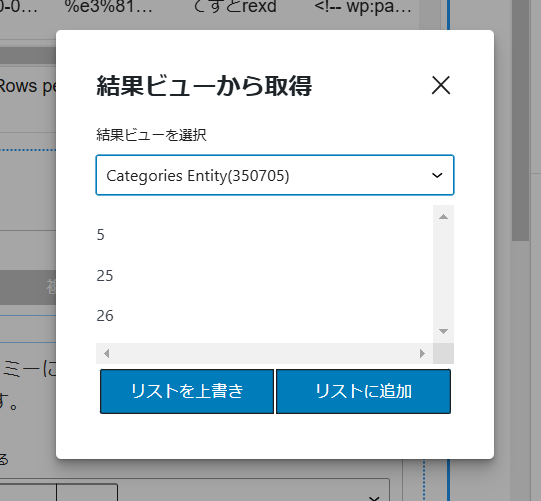 0-0... %e3%81... てすとrexd <!-- wp:pa...
結果ビューから取得
Rows pe
結果ビューを選択
Categories Entity(350705)
5
25
26
複
ミーに
す。
リストを上書き リストに追加
る